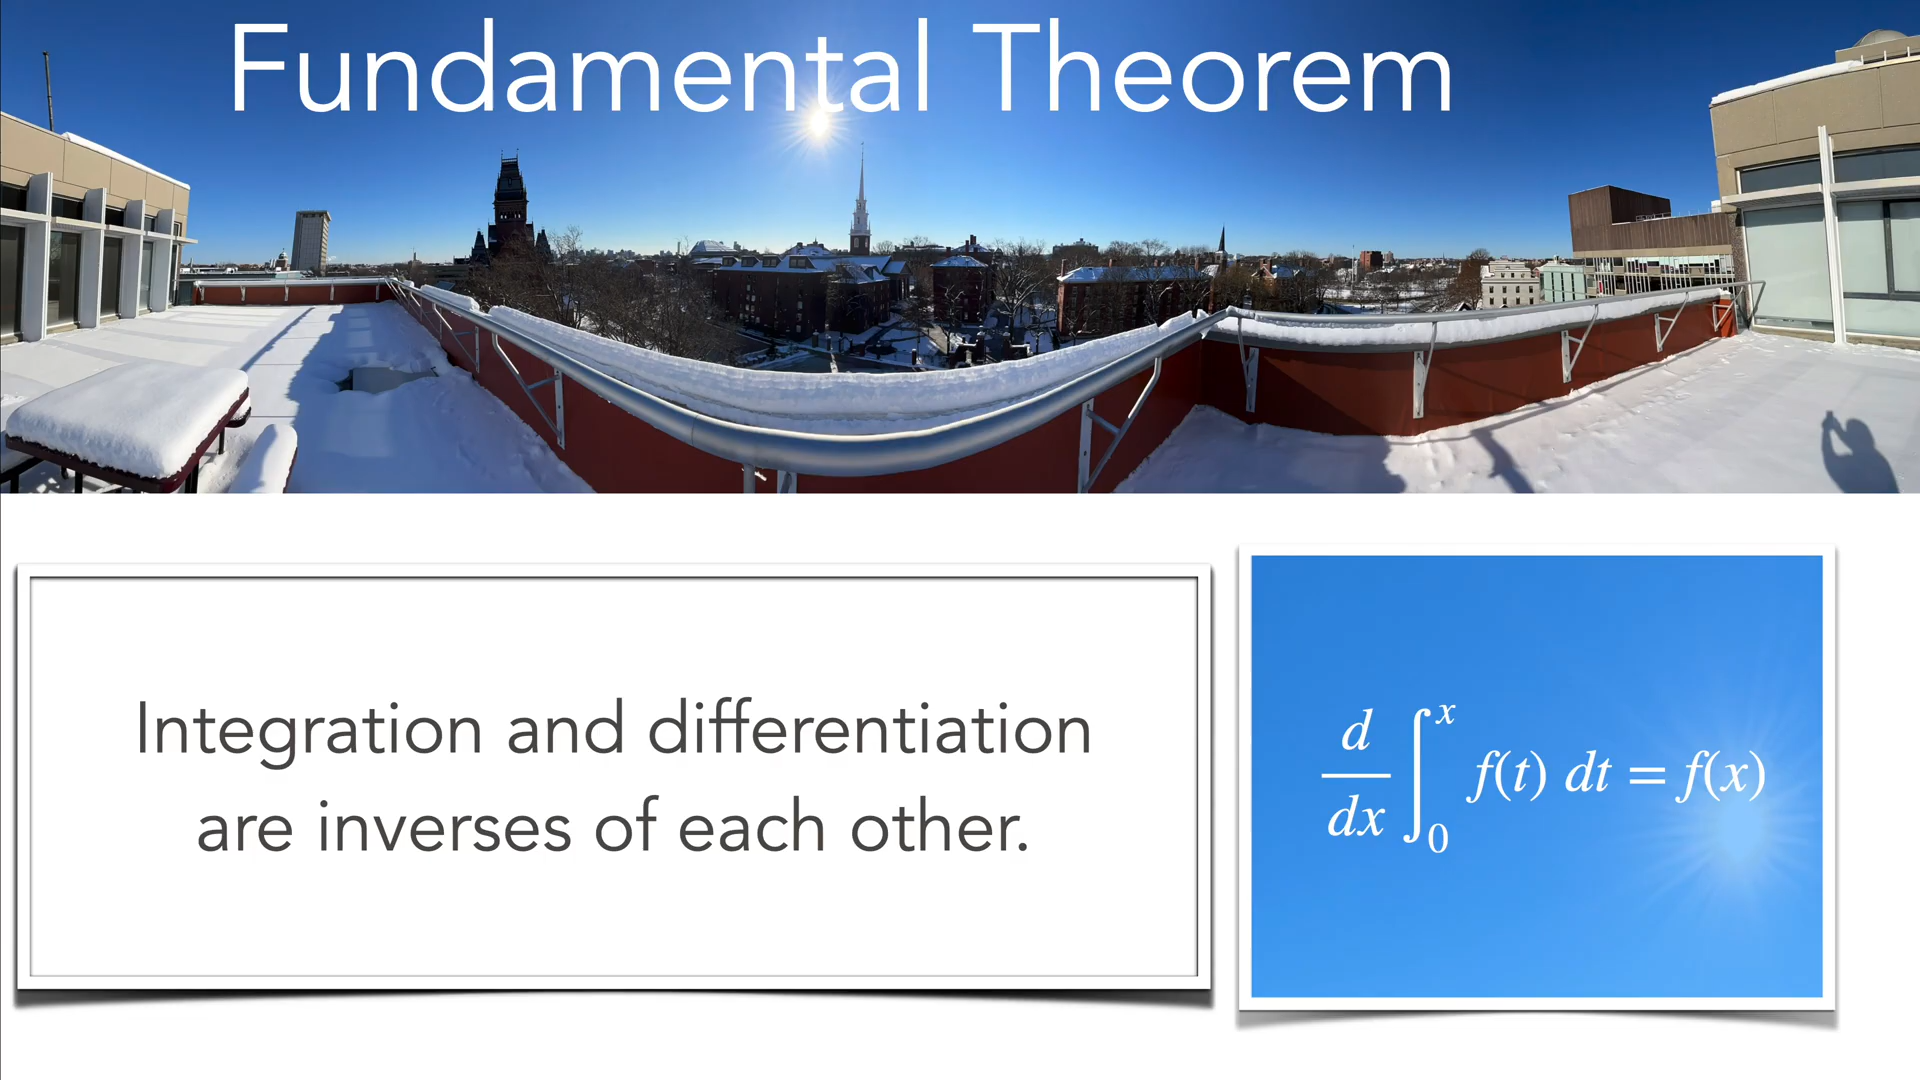 Fundamental Theorem
Integration and differentiation
are inverses of each other.
d/dx ∫₀ˣ f(t) dt = f(x)